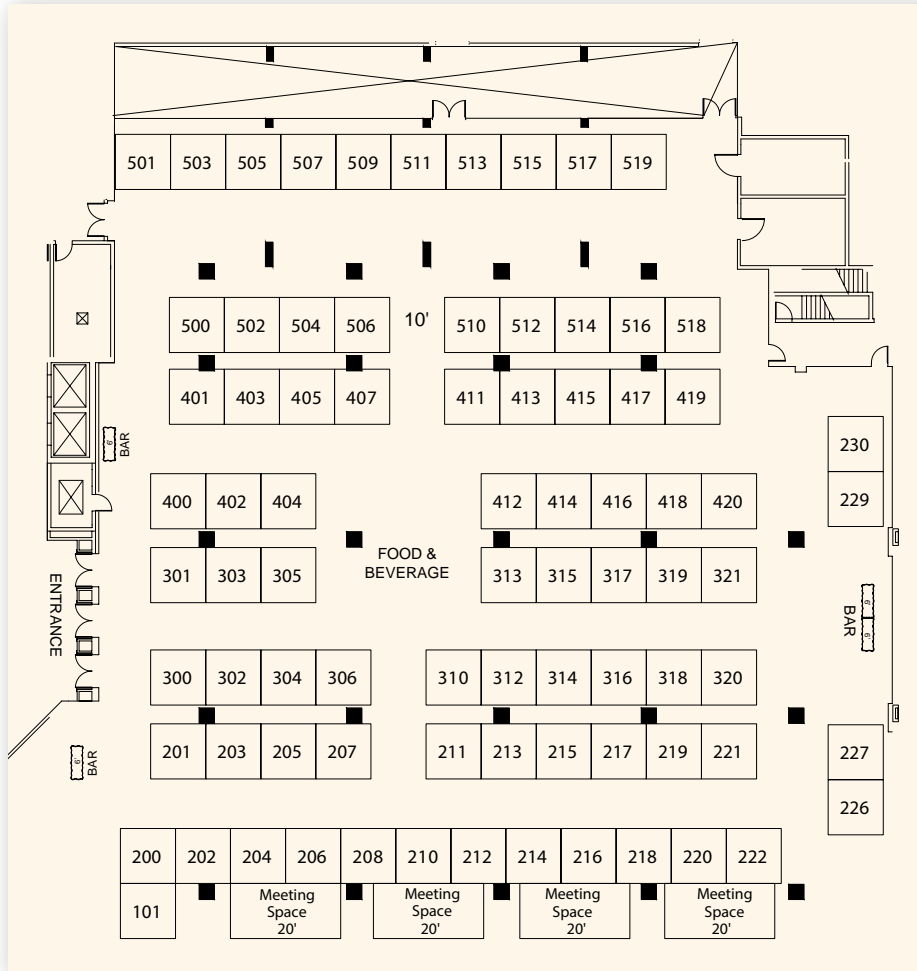 501 503 505 507 509 511 513 515 517 519
500 502 504 506 10' 510 512 514 516 518
401 403 405 407 411 413 415 417 419
6'
BAR
230
400 402 404 412 414 416 418 420 229
FOOD &
BEVERAGE
301 303 305 313 315 317 319 321
ENTRANCE
6' 6'
BAR
300 302 304 306 310 312 314 316 318 320
201 203 205 207 211 213 215 217 219 221
6'
BAR
227
226
200 202 204 206 208 210 212 214 216 218 220 222
101
Meeting
Space
20'
Meeting
Space
20'
Meeting
Space
20'
Meeting
Space
20'